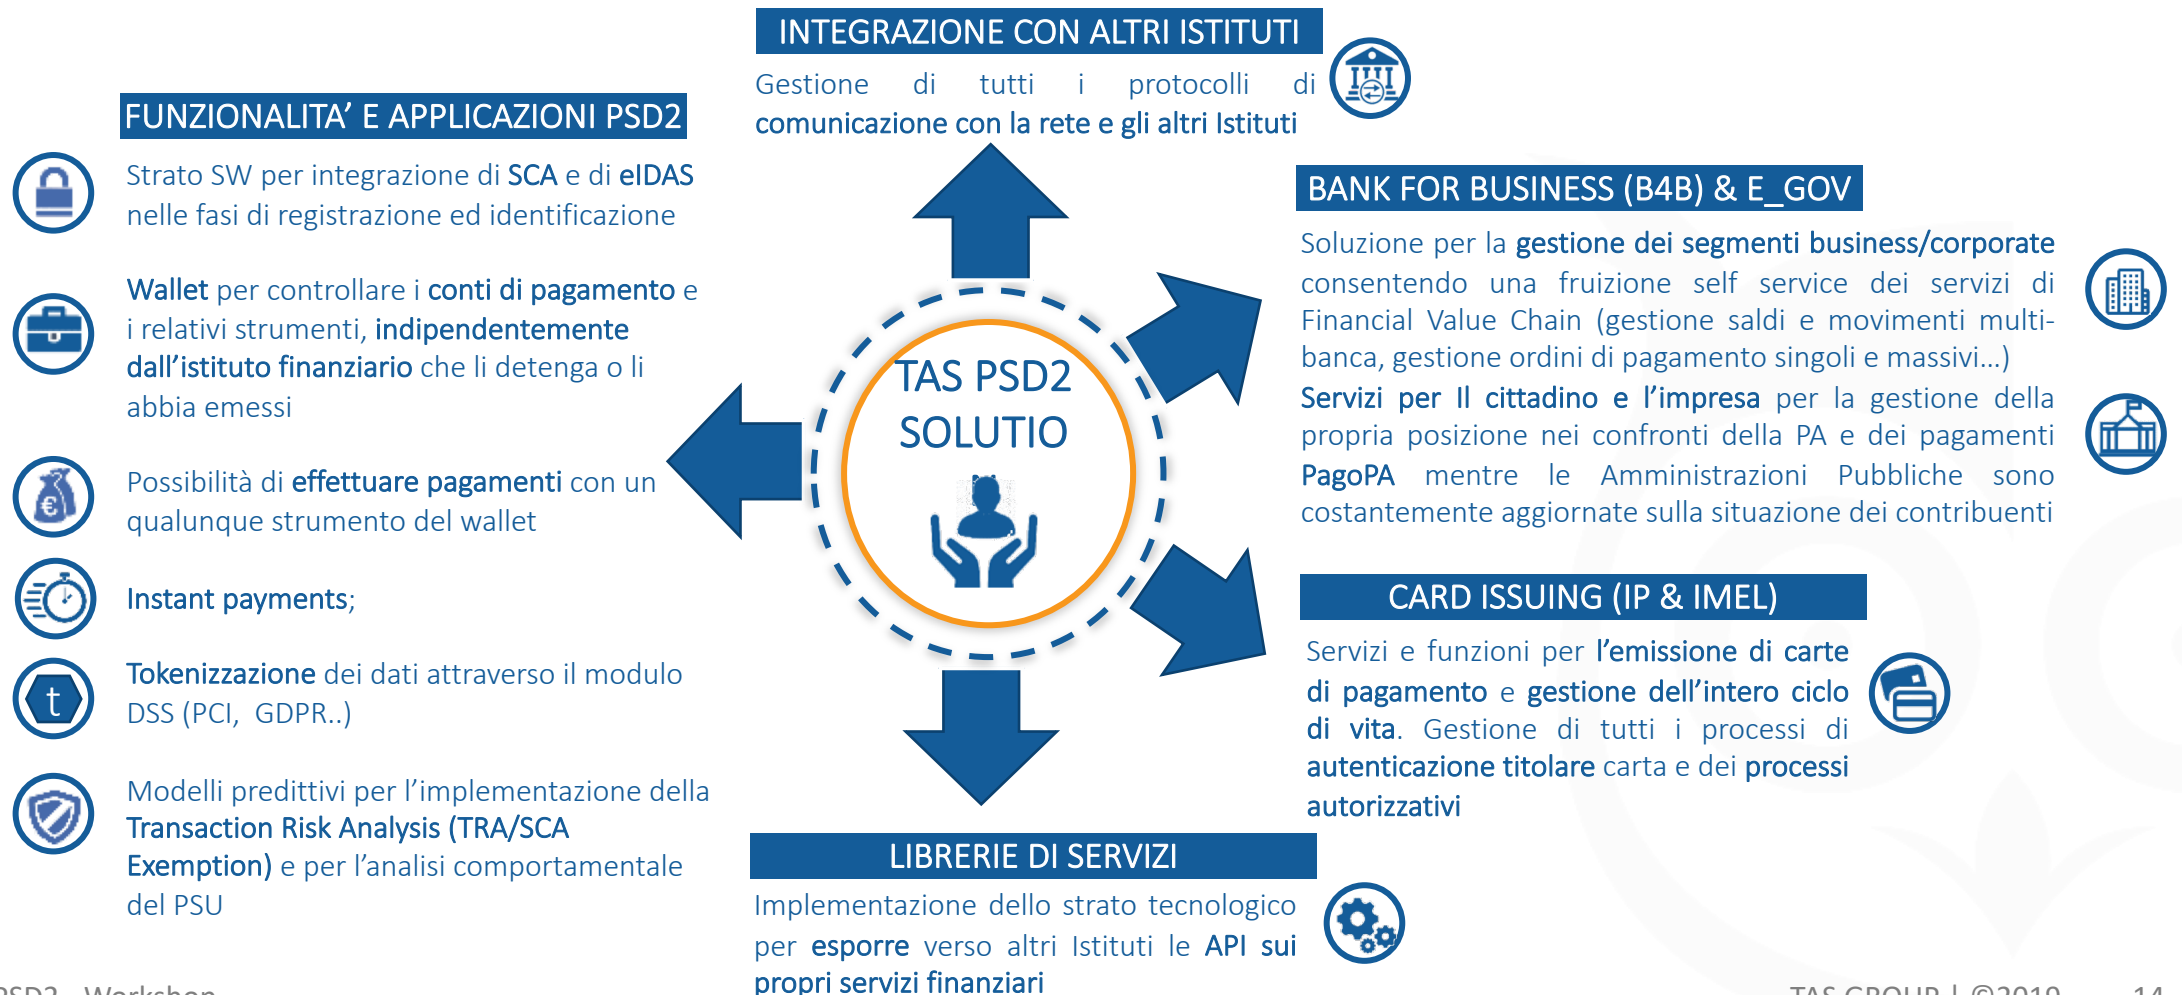 INTEGRAZIONE CON ALTRI ISTITUTI
Gestione di tutti i protocolli di
comunicazione con la rete e gli altri Istituti
FUNZIONALITA’ E APPLICAZIONI PSD2
Strato SW per integrazione di SCA e di eIDAS
nelle fasi di registrazione ed identificazione
Wallet per controllare i conti di pagamento e
i relativi strumenti, indipendentemente
dall’istituto finanziario che li detenga o li
abbia emessi
Possibilità di effettuare pagamenti con un
qualunque strumento del wallet
Instant payments;
t
Tokenizzazione dei dati attraverso il modulo
DSS (PCI, GDPR..)
Modelli predittivi per l’implementazione della
Transaction Risk Analysis (TRA/SCA
Exemption) e per l’analisi comportamentale
del PSU
TAS PSD2
SOLUTIO
BANK FOR BUSINESS (B4B) & E_GOV
Soluzione per la gestione dei segmenti business/corporate
consentendo una fruizione self service dei servizi di
Financial Value Chain (gestione saldi e movimenti multi-
banca, gestione ordini di pagamento singoli e massivi...)
Servizi per Il cittadino e l’impresa per la gestione della
propria posizione nei confronti della PA e dei pagamenti
PagoPA mentre le Amministrazioni Pubbliche sono
costantemente aggiornate sulla situazione dei contribuenti
CARD ISSUING (IP & IMEL)
Servizi e funzioni per l’emissione di carte
di pagamento e gestione dell’intero ciclo
di vita. Gestione di tutti i processi di
autenticazione titolare carta e dei processi
autorizzativi
LIBRERIE DI SERVIZI
Implementazione dello strato tecnologico
per esporre verso altri Istituti le API sui
propri servizi finanziari
PSD2 - Workshop
TAS GROUP | ©2019
14